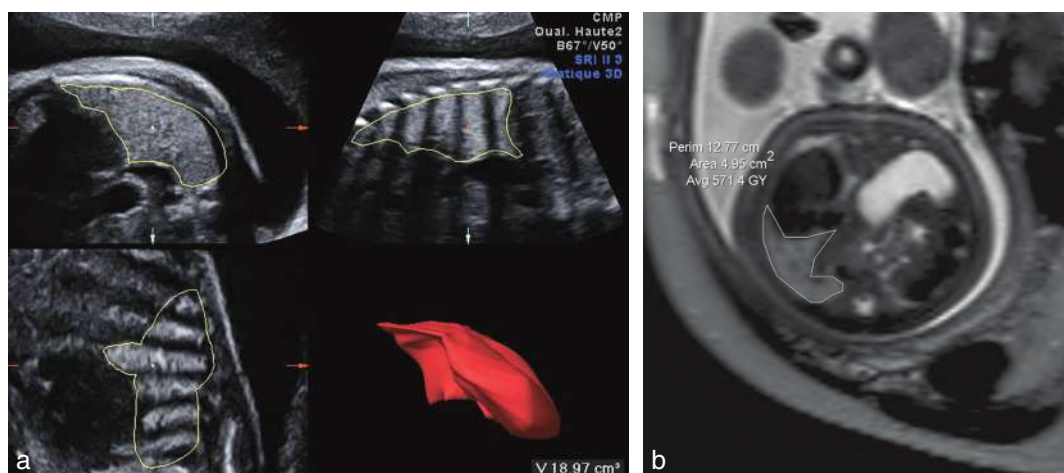 CMP
Qual. Haute2
B67°/V50°
SRI II 3
tatique 3D
V 18.97 cm³
a
Perim 12.77 cm
Area 4.95 cm²
Avg 571.4 GY
b